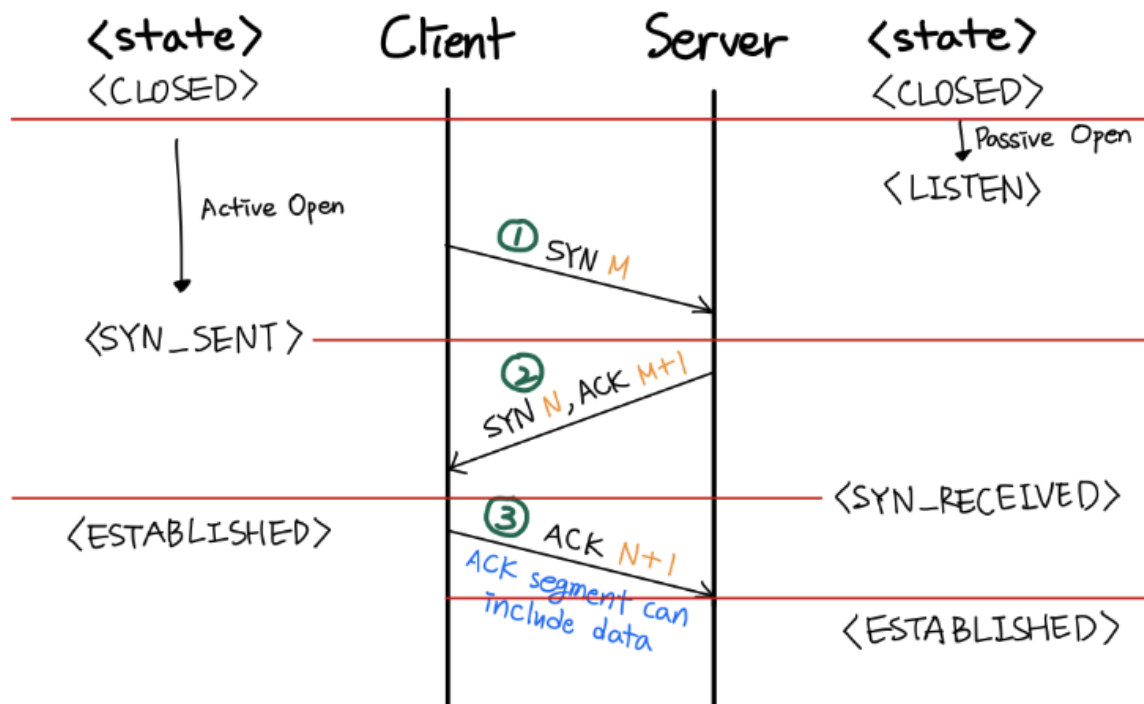 <state> Client Server <state>
<CLOSED> <CLOSED>
Passive Open
<LISTEN>
Active Open
① SYN M
<SYN_SENT>
② SYN N, ACK M+1
<SYN_RECEIVED>
<ESTABLISHED>
③ ACK N+1
ACK segment can
include data
<ESTABLISHED>